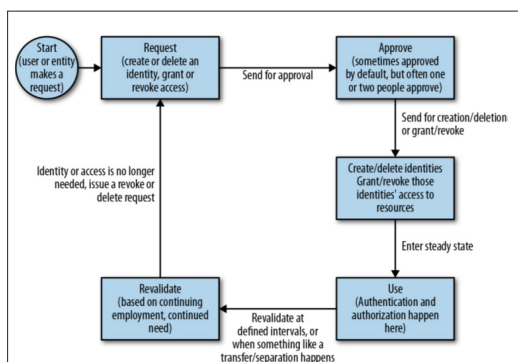 Start
(user or entity
makes a
request)
Request
(create or delete an
identity, grant or
revoke access)
Send for approval
Approve
(sometimes approved
by default, but often one
or two people approve)
Send for creation/deletion
or grant/revoke
Create/delete identities
Grant/revoke those
identities' access to
resources
Enter steady state
Use
(Authentication and
authorization happen
here)
Revalidate at
defined intervals, or
when something like a
transfer/separation happens
Revalidate
(based on continuing
employment, continued
need)
Identity or access is no longer
needed, issue a revoke or
delete request